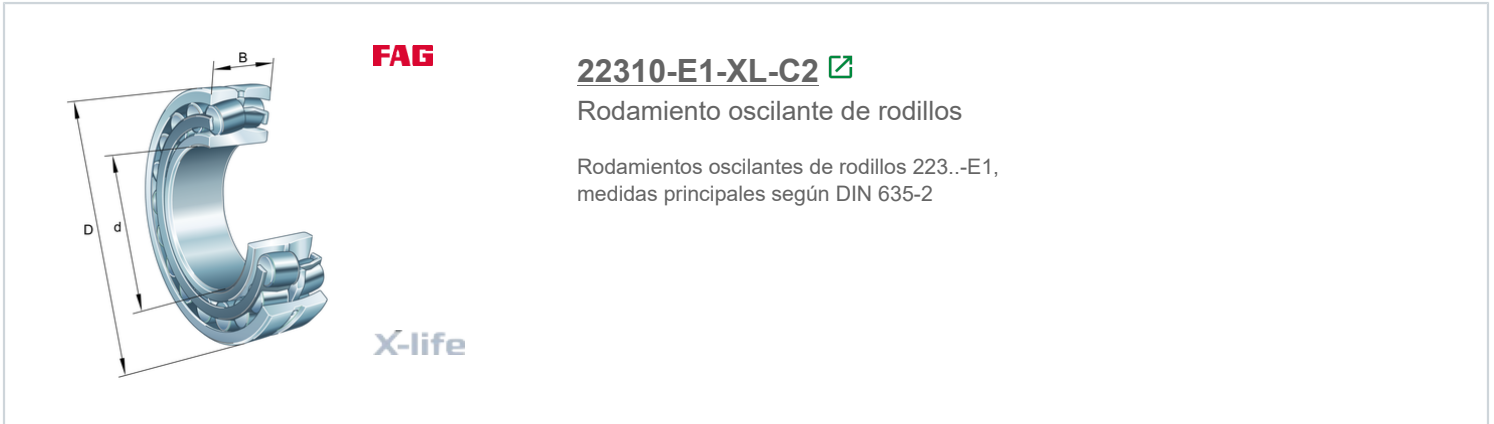 FAG
B
D
d
X-life
22310-E1-XL-C2
Rodamiento oscilante de rodillos
Rodamientos oscilantes de rodillos 223..-E1,
medidas principales según DIN 635-2